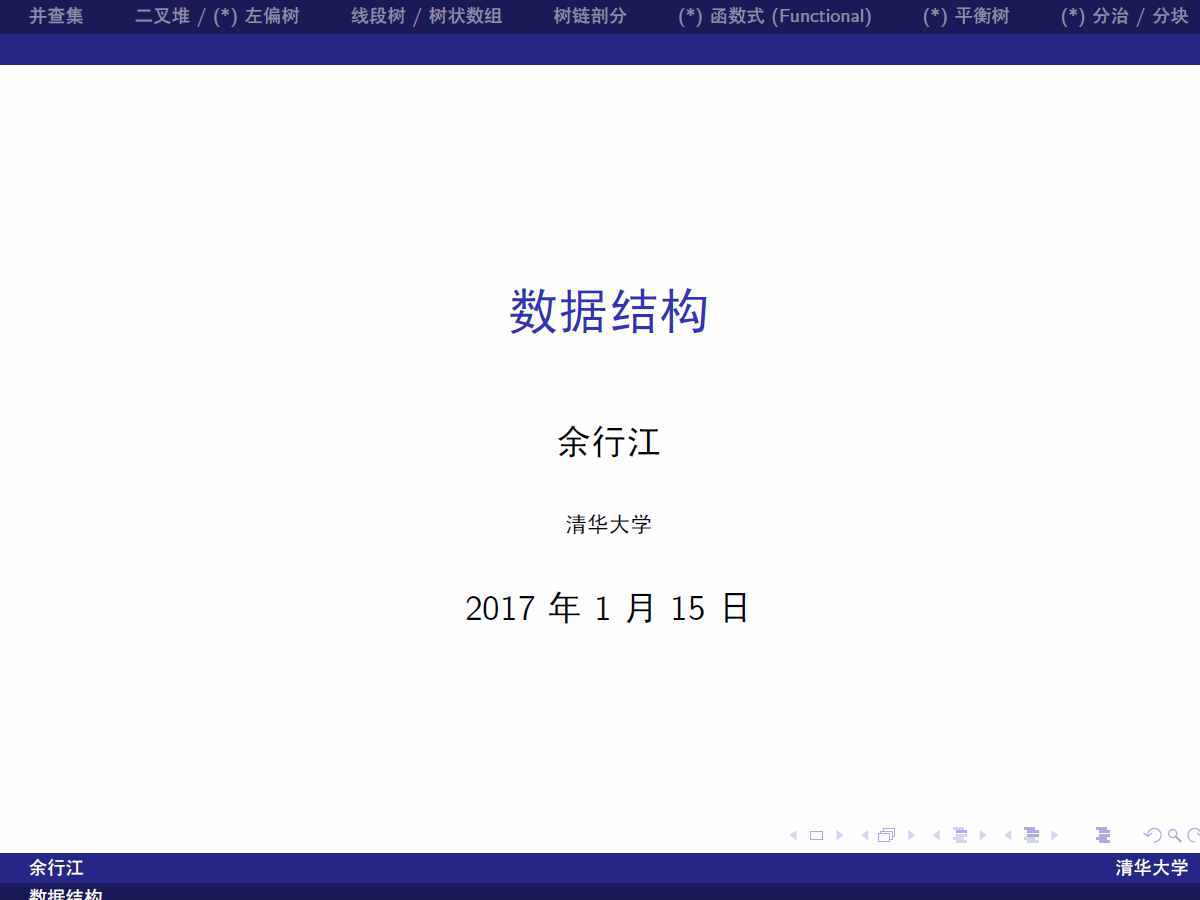 并查集 二叉堆 / (*) 左偏树 线段树 / 树状数组 树链剖分 (*) 函数式 (Functional) (*) 平衡树 (*) 分治 / 分块
数据结构
余行江
清华大学
2017 年 1 月 15 日
余行江 清华大学
数据结构